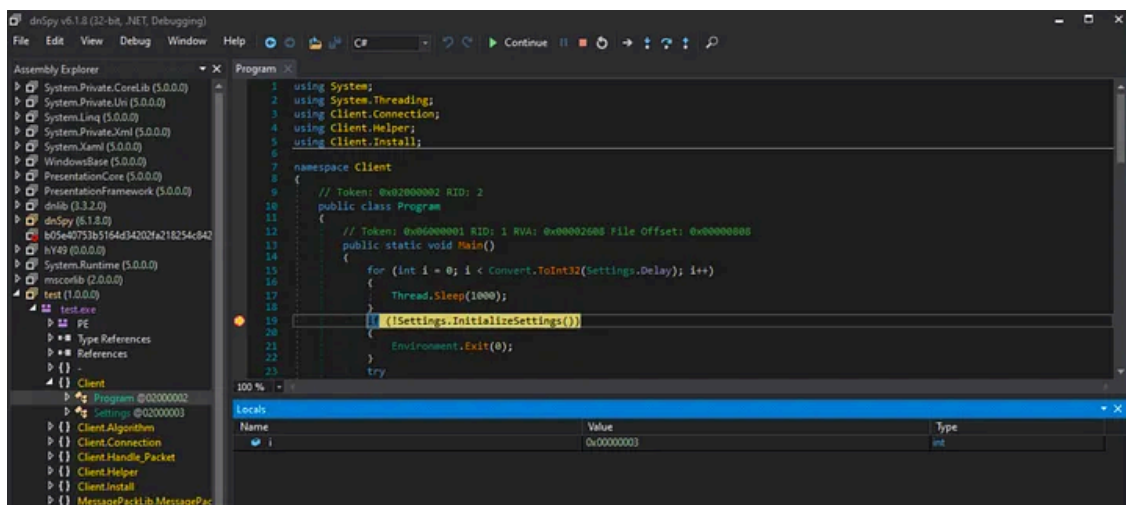 dnSpy v6.1.8 (32-bit, .NET, Debugging)
File Edit View Debug Window Help C# Continue
Assembly Explorer
System.Private.CoreLib (5.0.0.0)
System.Private.Uri (5.0.0.0)
System.Linq (5.0.0.0)
System.Private.Xml (5.0.0.0)
System.Xaml (5.0.0.0)
WindowsBase (5.0.0.0)
PresentationCore (5.0.0.0)
PresentationFramework (5.0.0.0)
dnlib (3.3.2.0)
dnSpy (6.1.8.0)
b05e40753b5164d34202fa218254c842
hY49 (0.0.0.0)
System.Runtime (5.0.0.0)
mscorlib (2.0.0.0)
test (1.0.0.0)
test.exe
PE
Type References
References
{} -
{} Client
Program @02000002
Settings @02000003
{} Client.Algorithm
{} Client.Connection
{} Client.Handle_Packet
{} Client.Helper
{} Client.Install
{} MessagePackLib.MessagePac
Program
1 using System;
2 using System.Threading;
3 using Client.Connection;
4 using Client.Helper;
5 using Client.Install;
6
7 namespace Client
8 {
9 // Token: 0x02000002 RID: 2
10 public class Program
11 {
12 // Token: 0x06000001 RID: 1 RVA: 0x00002608 File Offset: 0x00000808
13 public static void Main()
14 {
15 for (int i = 0; i < Convert.ToInt32(Settings.Delay); i++)
16 {
17 Thread.Sleep(1000);
18 }
19 if (!Settings.InitializeSettings())
20 {
21 Environment.Exit(0);
22 }
23 try
100 %
Locals
Name Value Type
i 0x00000003 int